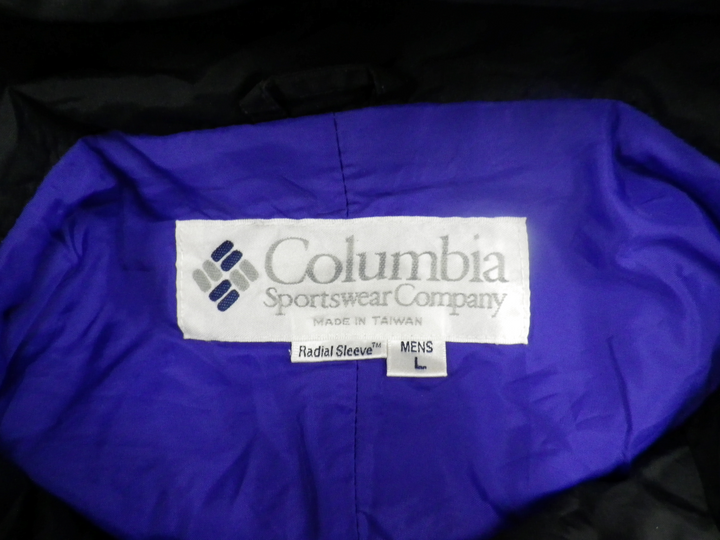 Columbia
Sportswear Company
MADE IN TAIWAN
Radial Sleeve™
MENS
L